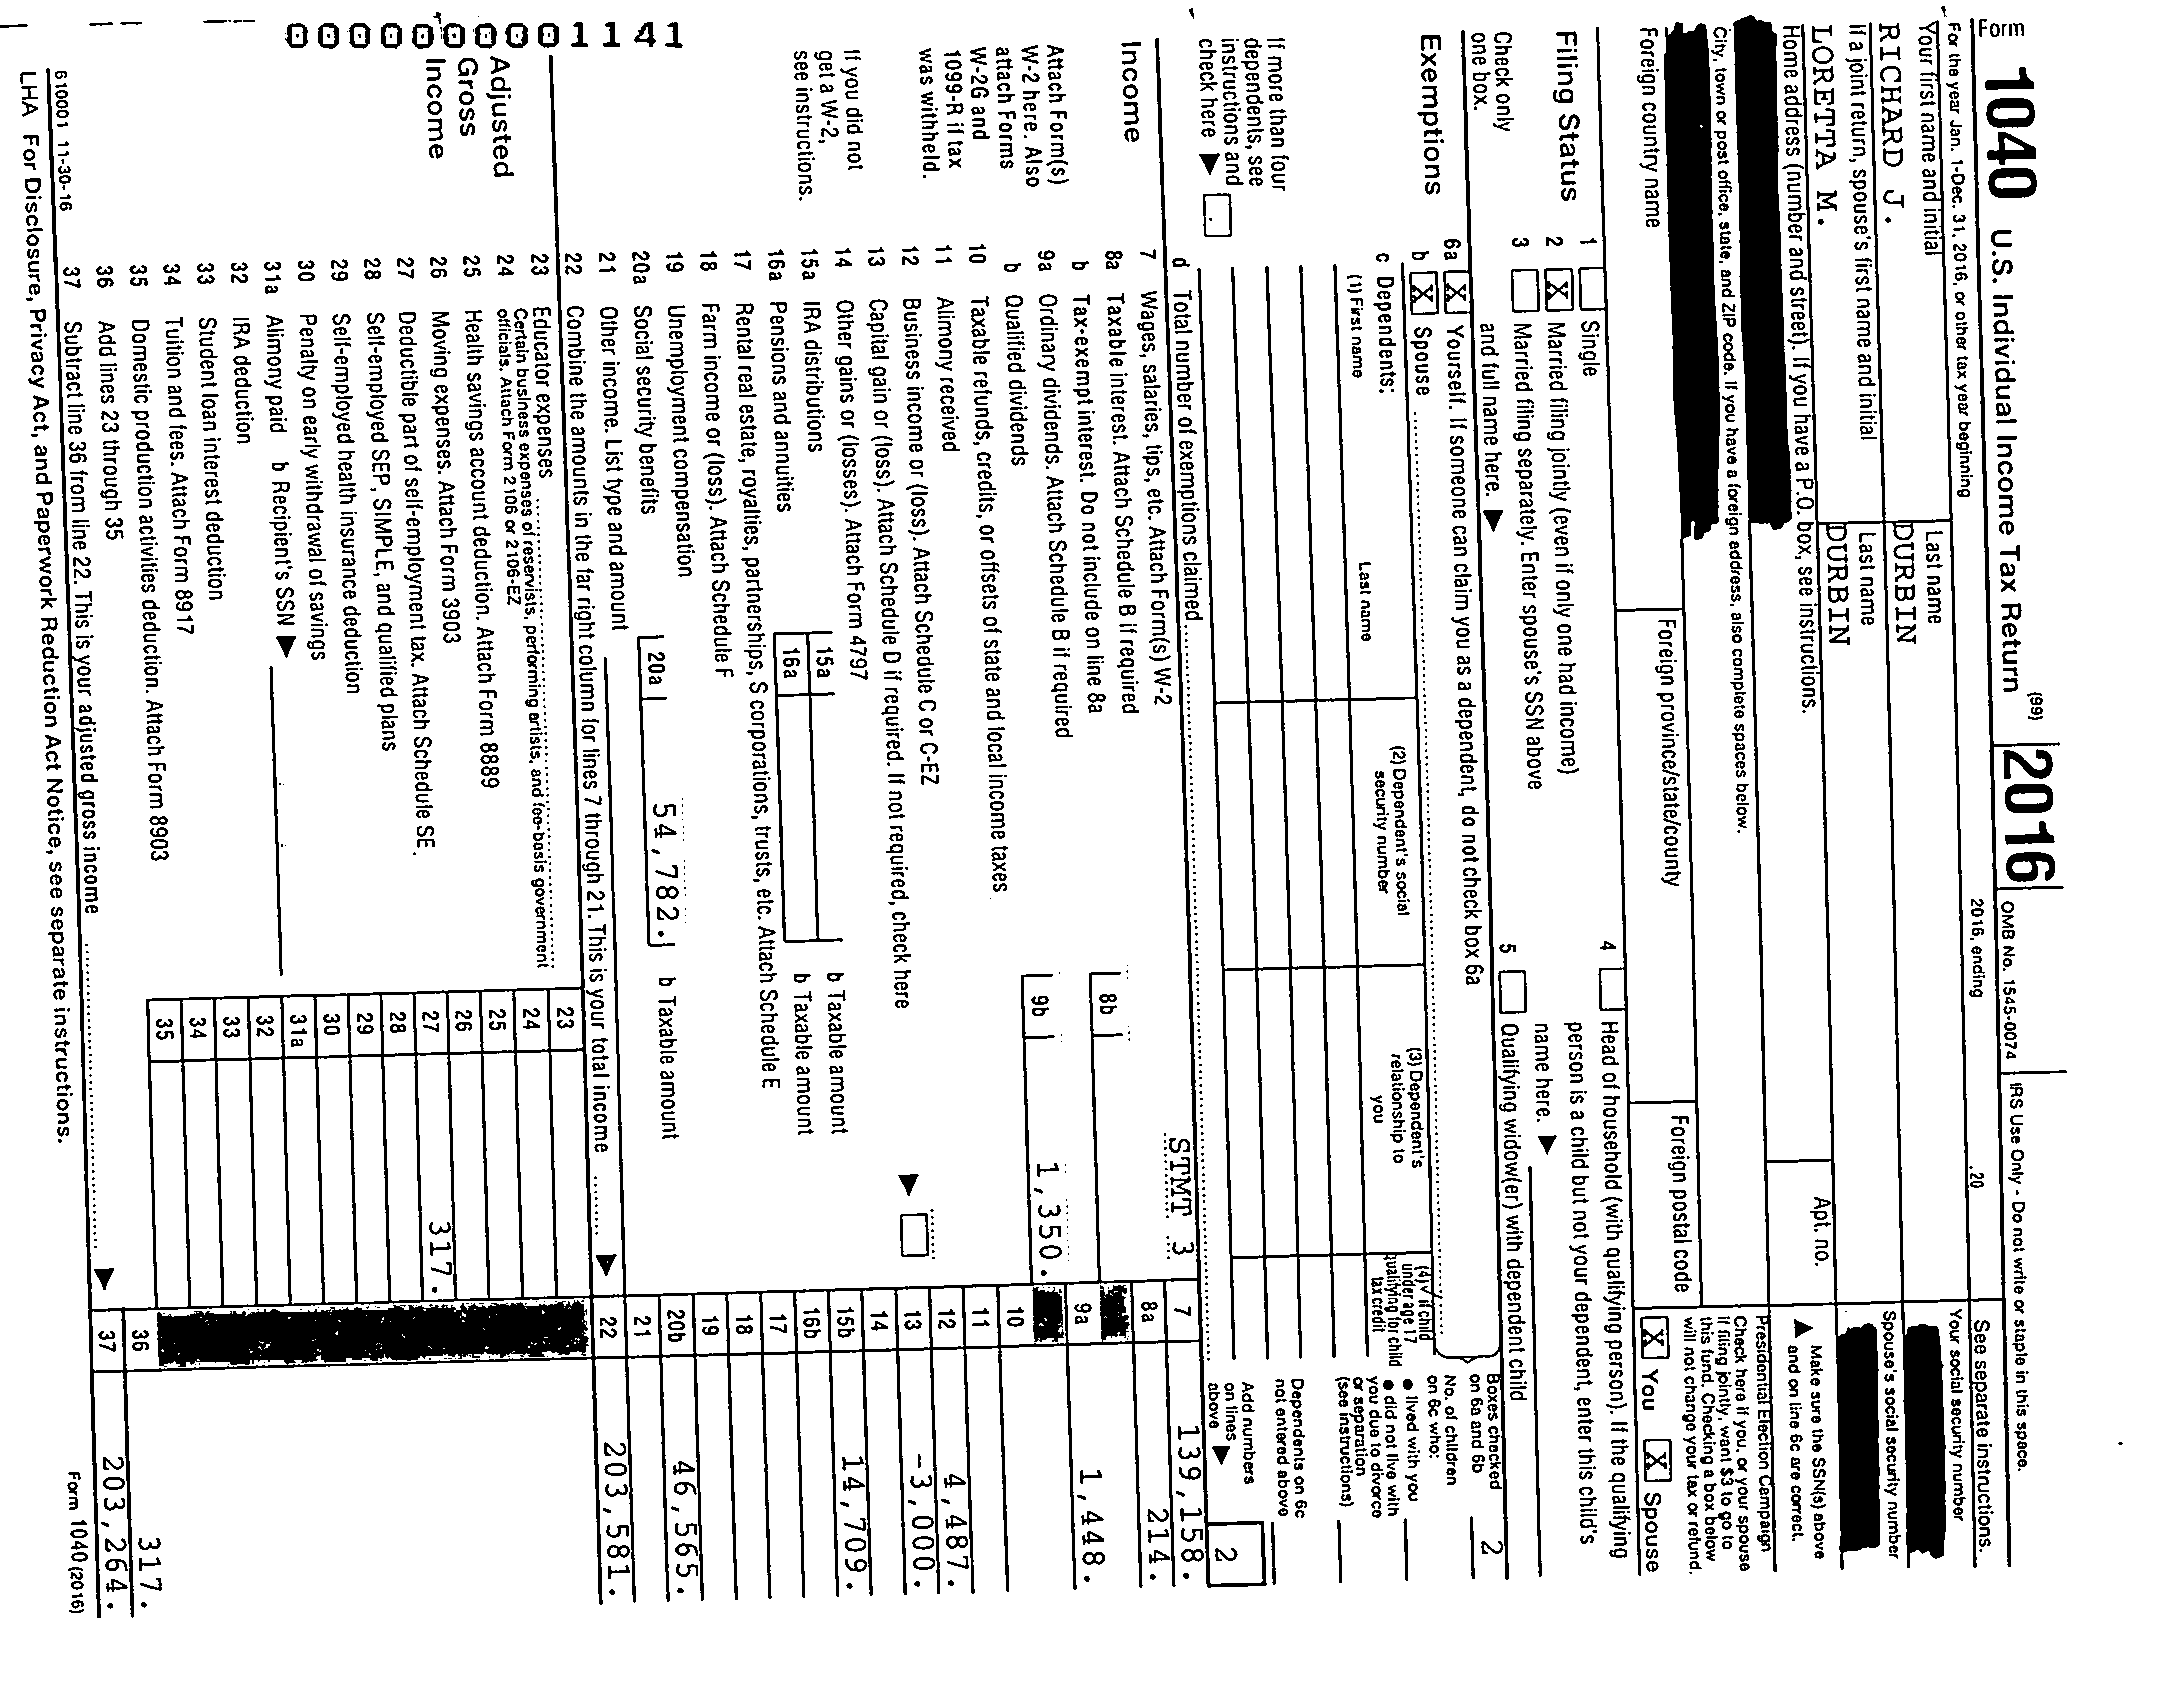 Form 1040 U.S. Individual Income Tax Return (99) 2016 OMB No. 1545-0074 IRS Use Only - Do not write or staple in this space.
For the year Jan. 1-Dec. 31, 2016, or other tax year beginning 2016, ending ,20 See separate instructions.
Your first name and initial Last name Your social security number
RICHARD J. DURBIN
If a joint return, spouse's first name and initial Last name Spouse's social security number
LORETTA M. DURBIN
Home address (number and street). If you have a P.O. box, see instructions. Apt. no.
▲ Make sure the SSN(s) above
and on line 6c are correct.
City, town or post office, state, and ZIP code. If you have a foreign address, also complete spaces below.
Presidential Election Campaign
Check here if you, or your spouse
if filing jointly, want $3 to go to
this fund. Checking a box below
will not change your tax or refund.
Foreign country name Foreign province/state/county Foreign postal code
X You X Spouse
Filing Status
Check only
one box.
1 Single
2 X Married filing jointly (even if only one had income)
3 Married filing separately. Enter spouse's SSN above
and full name here. ▶
4 Head of household (with qualifying person). If the qualifying
person is a child but not your dependent, enter this child's
name here. ▶
5 Qualifying widow(er) with dependent child
Exemptions
6a X Yourself. If someone can claim you as a dependent, do not check box 6a
b X Spouse
Boxes checked
on 6a and 6b 2
c Dependents:
(1) First name Last name
(2) Dependent's social
security number
(3) Dependent's
relationship to
you
(4) √ if child
under age 17
qualifying for child
tax credit
No. of children
on 6c who:
● lived with you
● did not live with
you due to divorce
or separation
(see instructions)
Dependents on 6c
not entered above
If more than four
dependents, see
instructions and
check here ▶
d Total number of exemptions claimed
Add numbers
on lines
above ▶ 2
Income
Attach Form(s)
W-2 here. Also
attach Forms
W-2G and
1099-R if tax
was withheld.
If you did not
get a W-2,
see instructions.
7 Wages, salaries, tips, etc. Attach Form(s) W-2 STMT 3 7 139,158.
8a Taxable interest. Attach Schedule B if required 8a 214.
b Tax-exempt interest. Do not include on line 8a 8b
9a Ordinary dividends. Attach Schedule B if required 9a 1,448.
b Qualified dividends 9b 1,350.
10 Taxable refunds, credits, or offsets of state and local income taxes 10
11 Alimony received 11
12 Business income or (loss). Attach Schedule C or C-EZ 12 4,487.
13 Capital gain or (loss). Attach Schedule D if required. If not required, check here ▶ 13 -3,000.
14 Other gains or (losses). Attach Form 4797 14
15a IRA distributions 15a b Taxable amount 15b 14,709.
16a Pensions and annuities 16a b Taxable amount 16b
17 Rental real estate, royalties, partnerships, S corporations, trusts, etc. Attach Schedule E 17
18 Farm income or (loss). Attach Schedule F 18
19 Unemployment compensation 19
20a Social security benefits 20a 54,782. b Taxable amount 20b 46,565.
21 Other income. List type and amount 21
22 Combine the amounts in the far right column for lines 7 through 21. This is your total income ▶ 22 203,581.
Adjusted
Gross
Income
23 Educator expenses 23
24 Certain business expenses of reservists, performing artists, and fee-basis government
officials. Attach Form 2106 or 2106-EZ 24
25 Health savings account deduction. Attach Form 8889 25
26 Moving expenses. Attach Form 3903 26
27 Deductible part of self-employment tax. Attach Schedule SE 27 317.
28 Self-employed SEP, SIMPLE, and qualified plans 28
29 Self-employed health insurance deduction 29
30 Penalty on early withdrawal of savings 30
31a Alimony paid b Recipient's SSN ▶ 31a
32 IRA deduction 32
33 Student loan interest deduction 33
34 Tuition and fees. Attach Form 8917 34
35 Domestic production activities deduction. Attach Form 8903 35
36 Add lines 23 through 35 36 317.
37 Subtract line 36 from line 22. This is your adjusted gross income ▶ 37 203,264.
610001 11-30-16
LHA For Disclosure, Privacy Act, and Paperwork Reduction Act Notice, see separate instructions. Form 1040 (2016)
0000000001141